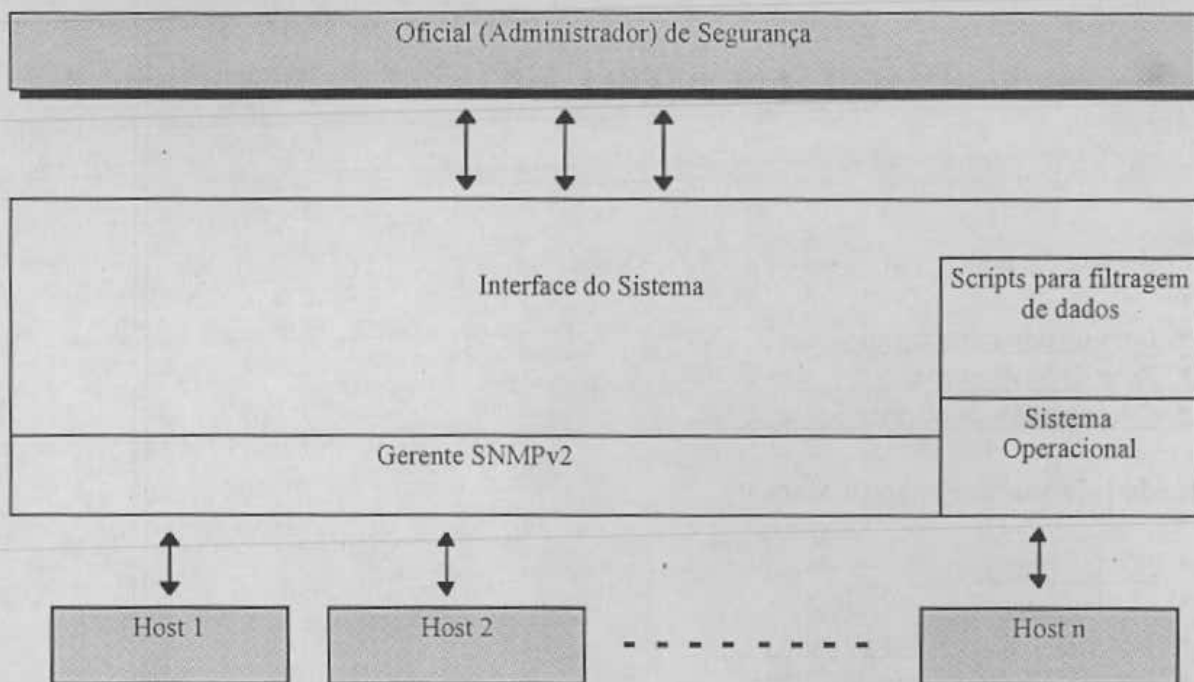 Oficial (Administrador) de Segurança
Interface do Sistema
Scripts para filtragem
de dados
Sistema
Operacional
Gerente SNMPv2
Host 1
Host 2
Host n